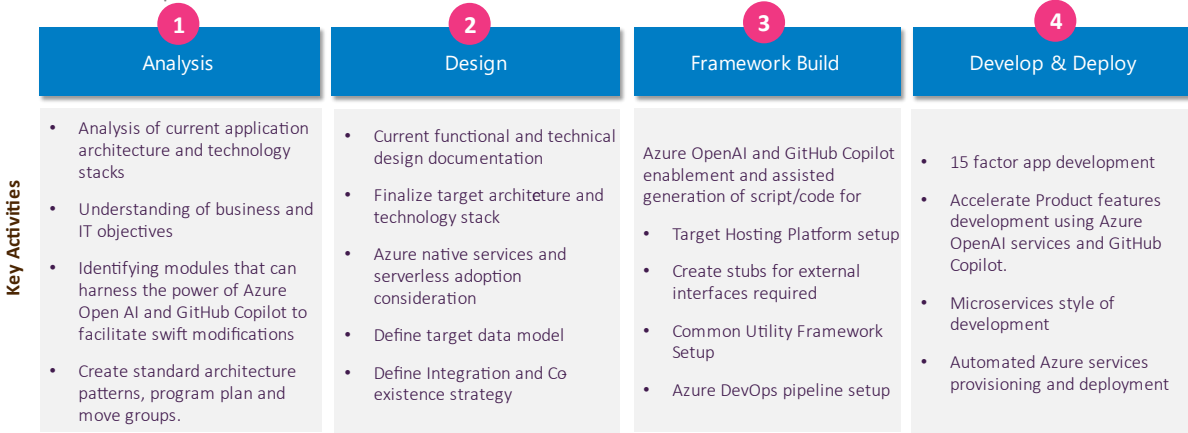 1
Analysis
2
Design
3
Framework Build
4
Develop & Deploy
Key Activities
• Analysis of current application
architecture and technology
stacks
• Understanding of business and
IT objectives
• Identifying modules that can
harness the power of Azure
Open AI and GitHub Copilot to
facilitate swift modifications
• Create standard architecture
patterns, program plan and
move groups.
• Current functional and technical
design documentation
• Finalize target architeture and
technology stack
• Azure native services and
serverless adoption
consideration
• Define target data model
• Define Integration and Co-
existence strategy
Azure OpenAI and GitHub Copilot
enablement and assisted
generation of script/code for
• Target Hosting Platform setup
• Create stubs for external
interfaces required
• Common Utility Framework
Setup
• Azure DevOps pipeline setup
• 15 factor app development
• Accelerate Product features
development using Azure
OpenAI services and GitHub
Copilot.
• Microservices style of
development
• Automated Azure services
provisioning and deployment